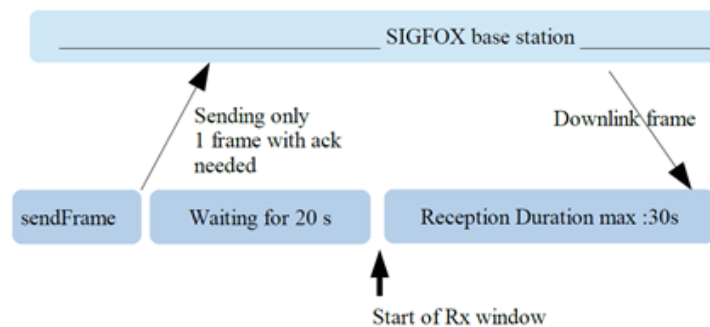 SIGFOX base station
Sending only
1 frame with ack
needed
Downlink frame
sendFrame
Waiting for 20 s
Reception Duration max :30s
Start of Rx window